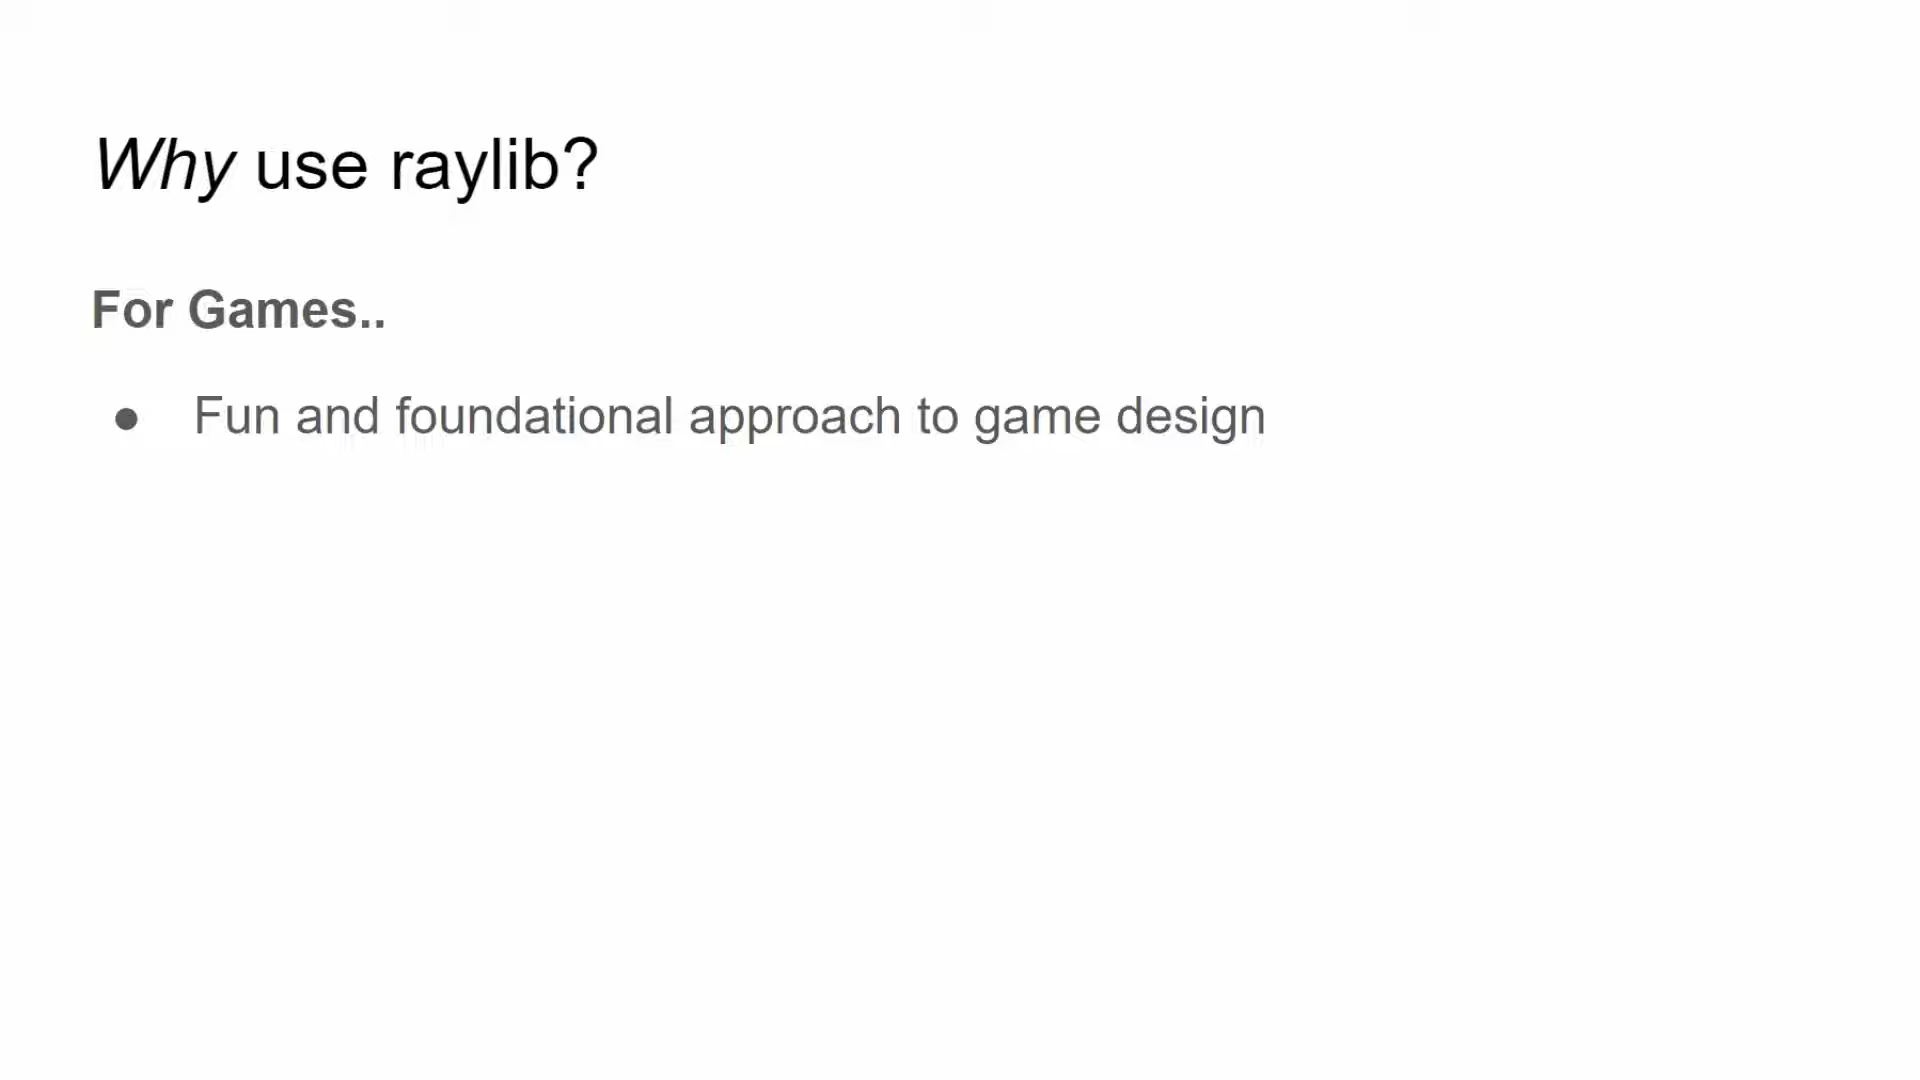 Why use raylib?
For Games..
● Fun and foundational approach to game design